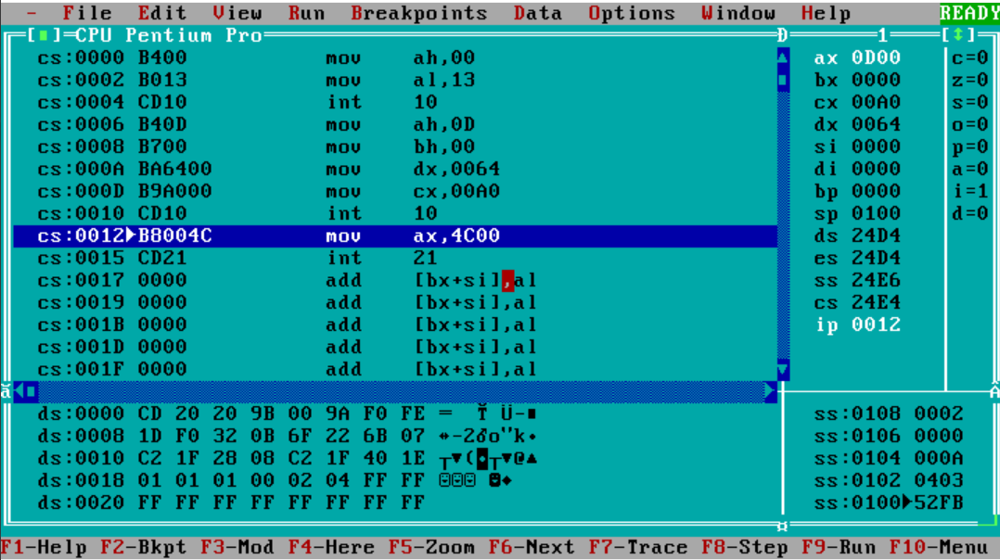 - File Edit View Run Breakpoints Data Options Window Help READY
[■]=CPU Pentium Pro 1 [↕]
cs:0000 B400 mov ah,00 ax 0D00 c=0
cs:0002 B013 mov al,13 bx 0000 z=0
cs:0004 CD10 int 10 cx 00A0 s=0
cs:0006 B40D mov ah,0D dx 0064 o=0
cs:0008 B700 mov bh,00 si 0000 p=0
cs:000A BA6400 mov dx,0064 di 0000 a=0
cs:000D B9A000 mov cx,00A0 bp 0000 i=1
cs:0010 CD10 int 10 sp 0100 d=0
cs:0012►B8004C mov ax,4C00 ds 24D4
cs:0015 CD21 int 21 es 24D4
cs:0017 0000 add [bx+si],al ss 24E6
cs:0019 0000 add [bx+si],al cs 24E4
cs:001B 0000 add [bx+si],al ip 0012
cs:001D 0000 add [bx+si],al
cs:001F 0000 add [bx+si],al
ds:0000 CD 20 20 9B 00 9A F0 FE ss:0108 0002
ds:0008 1D F0 32 0B 6F 22 6B 07 ss:0106 0000
ds:0010 C2 1F 28 08 C2 1F 40 1E ss:0104 000A
ds:0018 01 01 01 00 02 04 FF FF ss:0102 0403
ds:0020 FF FF FF FF FF FF FF FF ss:0100►52FB
F1-Help F2-Bkpt F3-Mod F4-Here F5-Zoom F6-Next F7-Trace F8-Step F9-Run F10-Menu